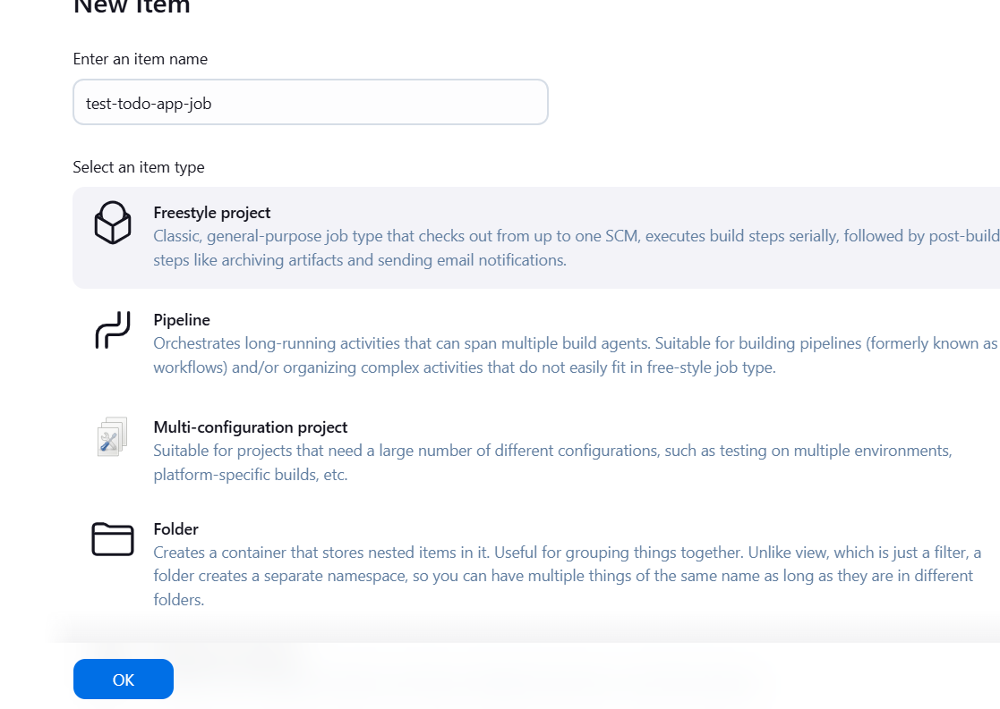 New Item
Enter an item name
test-todo-app-job
Select an item type
Freestyle project
Classic, general-purpose job type that checks out from up to one SCM, executes build steps serially, followed by post-build
steps like archiving artifacts and sending email notifications.
Pipeline
Orchestrates long-running activities that can span multiple build agents. Suitable for building pipelines (formerly known as
workflows) and/or organizing complex activities that do not easily fit in free-style job type.
Multi-configuration project
Suitable for projects that need a large number of different configurations, such as testing on multiple environments,
platform-specific builds, etc.
Folder
Creates a container that stores nested items in it. Useful for grouping things together. Unlike view, which is just a filter, a
folder creates a separate namespace, so you can have multiple things of the same name as long as they are in different
folders.
OK